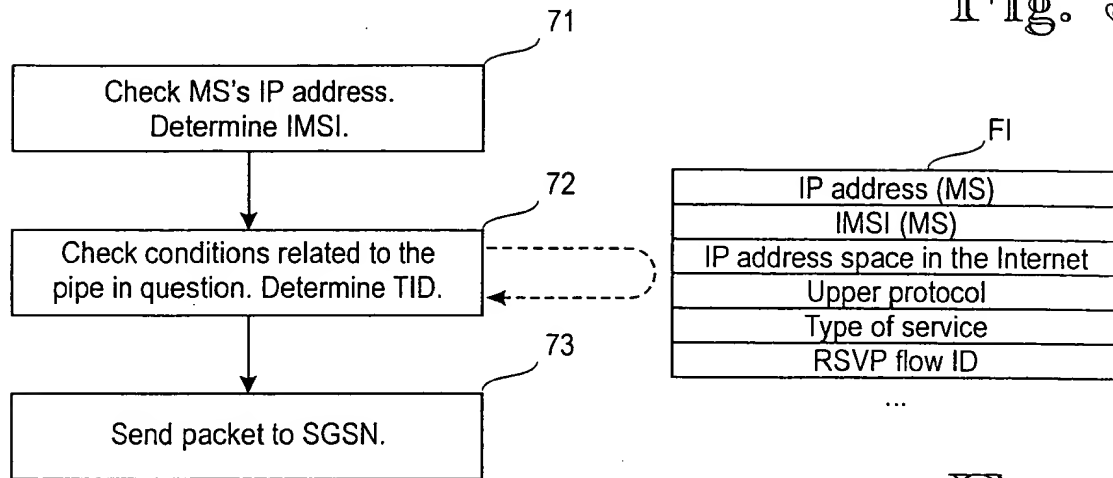 Fig.
71
Check MS's IP address.
Determine IMSI.
72
Check conditions related to the
pipe in question. Determine TID.
73
Send packet to SGSN.
FI
IP address (MS)
IMSI (MS)
IP address space in the Internet
Upper protocol
Type of service
RSVP flow ID
...